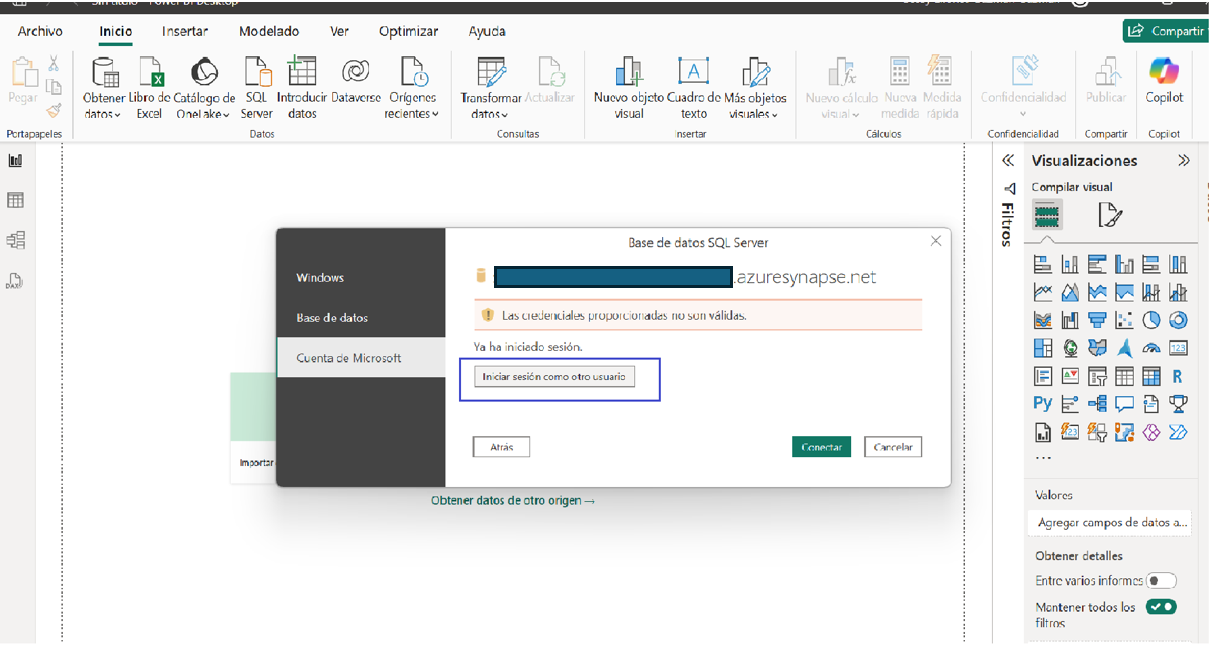 Archivo Inicio Insertar Modelado Ver Optimizar Ayuda Compartir
Pegar
Obtener datos
Libro de Excel
Catálogo de OneLake
SQL Server
Introducir datos
Dataverse
Orígenes recientes
Transformar datos
Actualizar
Nuevo objeto visual
Cuadro de texto
Más objetos visuales
Nuevo cálculo visual
Nueva medida
Medida rápida
Confidencialidad
Publicar
Copilot
Portapapeles Datos Consultas Insertar Cálculos Confidencialidad Compartir Copilot
Visualizaciones
Compilar visual
Filtros
Base de datos SQL Server
Windows
.azuresynapse.net
Las credenciales proporcionadas no son válidas.
Base de datos
Ya ha iniciado sesión.
Cuenta de Microsoft
Iniciar sesión como otro usuario
Atrás Conectar Cancelar
Importar
Obtener datos de otro origen →
123
R
Py
123
...
Valores
Agregar campos de datos a...
Obtener detalles
Entre varios informes
Mantener todos los
filtros